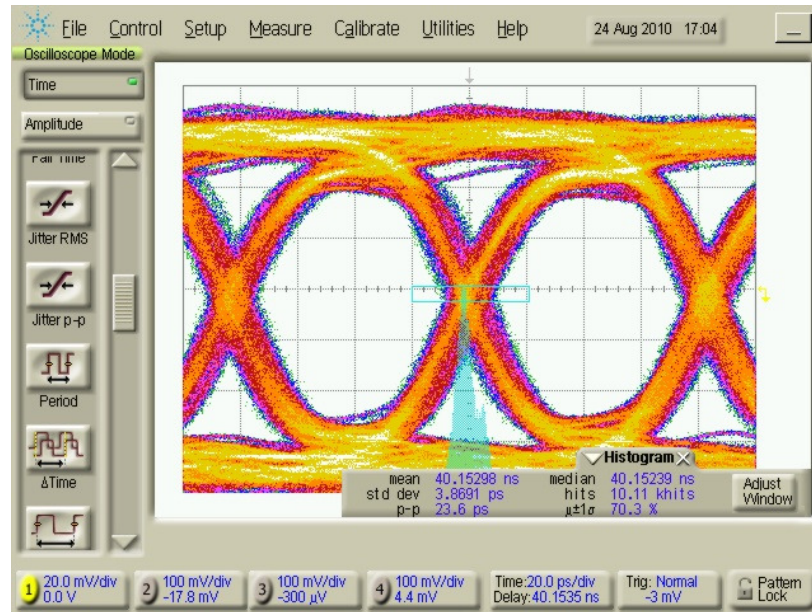 File Control Setup Measure Calibrate Utilities Help 24 Aug 2010 17:04
Oscilloscope Mode
Time
Amplitude
Fall Time
Jitter RMS
Jitter p-p
Period
ΔTime
Histogram
mean 40.15298 ns median 40.15239 ns
std dev 3.8691 ps hits 10.11 khits
p-p 23.6 ps μ±1σ 70.3 %
Adjust
Window
1 20.0 mV/div
0.0 V
2 100 mV/div
-17.8 mV
3 100 mV/div
-300 μV
4 100 mV/div
4.4 mV
Time:20.0 ps/div
Delay:40.1535 ns
Trig: Normal
-3 mV
Pattern
Lock